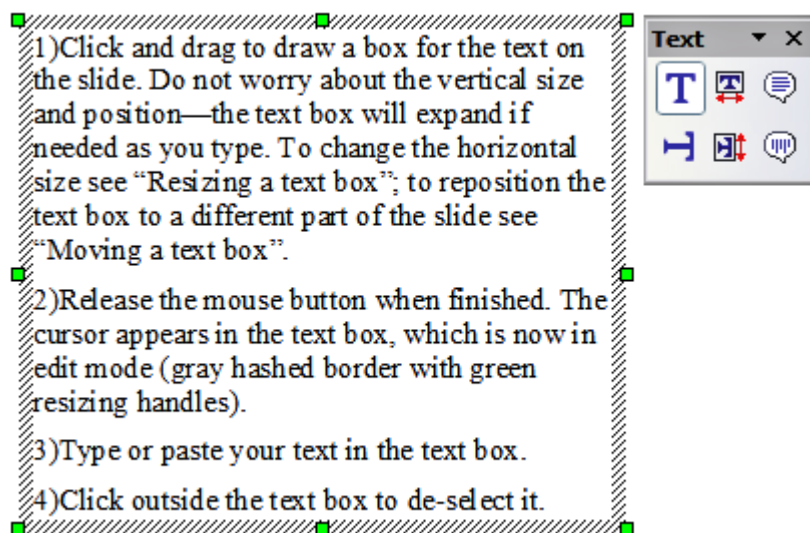 1)Click and drag to draw a box for the text on
the slide. Do not worry about the vertical size
and position—the text box will expand if
needed as you type. To change the horizontal
size see “Resizing a text box”; to reposition the
text box to a different part of the slide see
“Moving a text box”.
2)Release the mouse button when finished. The
cursor appears in the text box, which is now in
edit mode (gray hashed border with green
resizing handles).
3)Type or paste your text in the text box.
4)Click outside the text box to de-select it.
Text